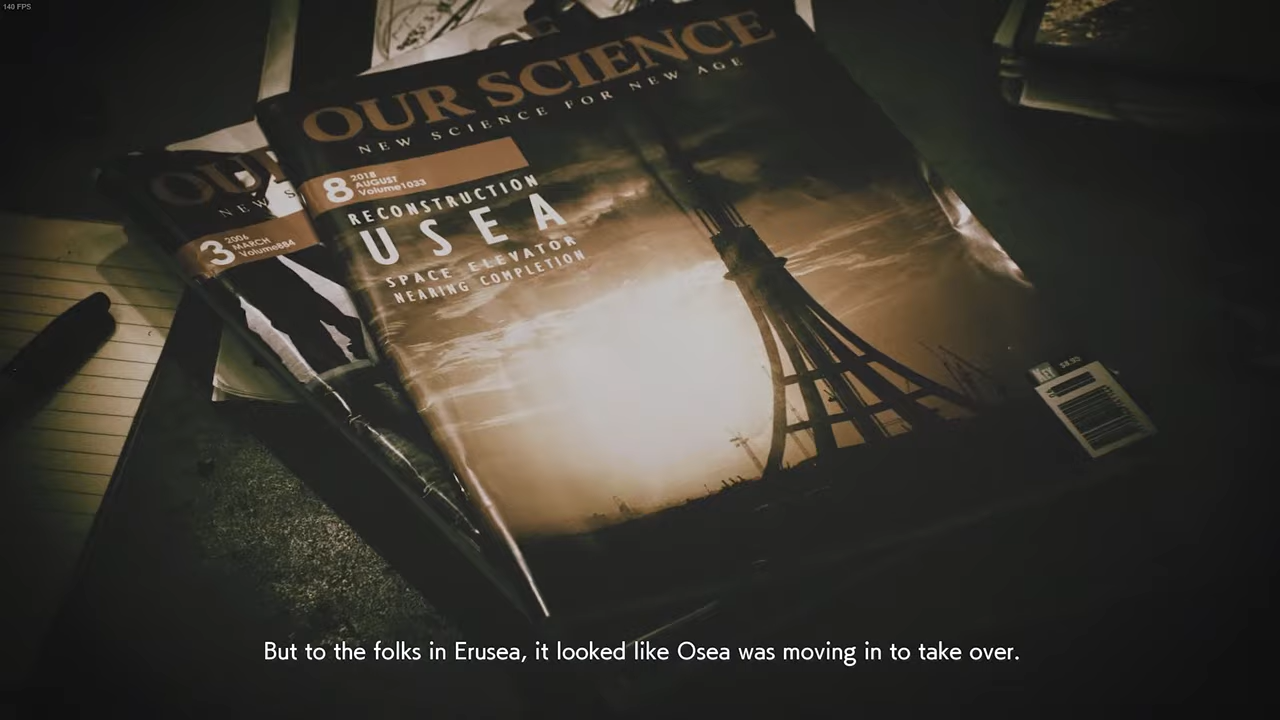 140 FPS
OUR SCIENCE
NEW SCIENCE FOR NEW AGE
8
2018
AUGUST
Volume1033
RECONSTRUCTION
USEA
SPACE ELEVATOR
NEARING COMPLETION
OU
NEW S
3
2006
MARCH
Volume884
But to the folks in Erusea, it looked like Osea was moving in to take over.